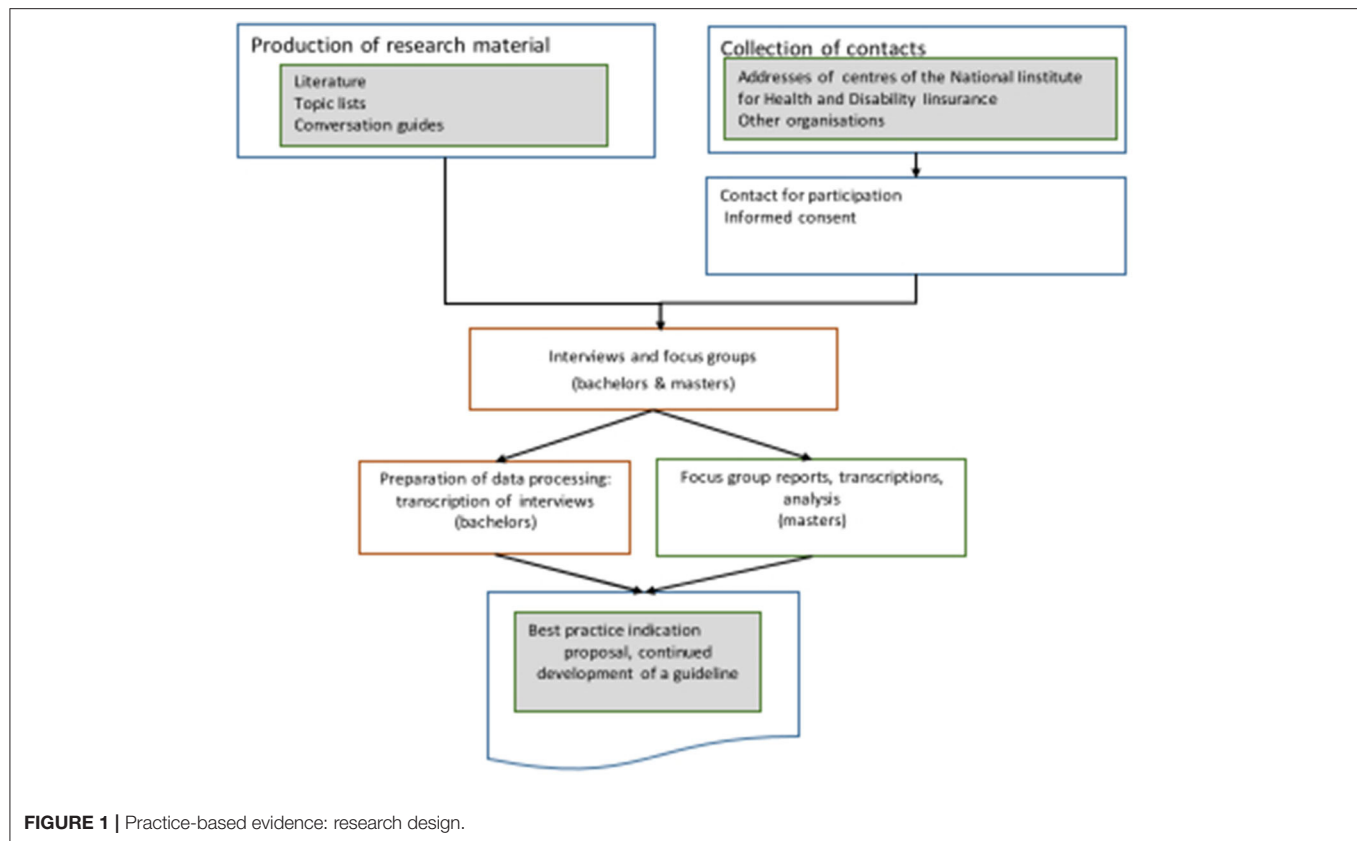 Production of research material
Literature
Topic lists
Conversation guides
Collection of contacts
Addresses of centres of the National Iinstitute
for Health and Disability Iinsurance
Other organisations
Contact for participation
Informed consent
Interviews and focus groups
(bachelors & masters)
Preparation of data processing:
transcription of interviews
(bachelors)
Focus group reports, transcriptions,
analysis
(masters)
Best practice indication
proposal, continued
development of a guideline
FIGURE 1 | Practice-based evidence: research design.